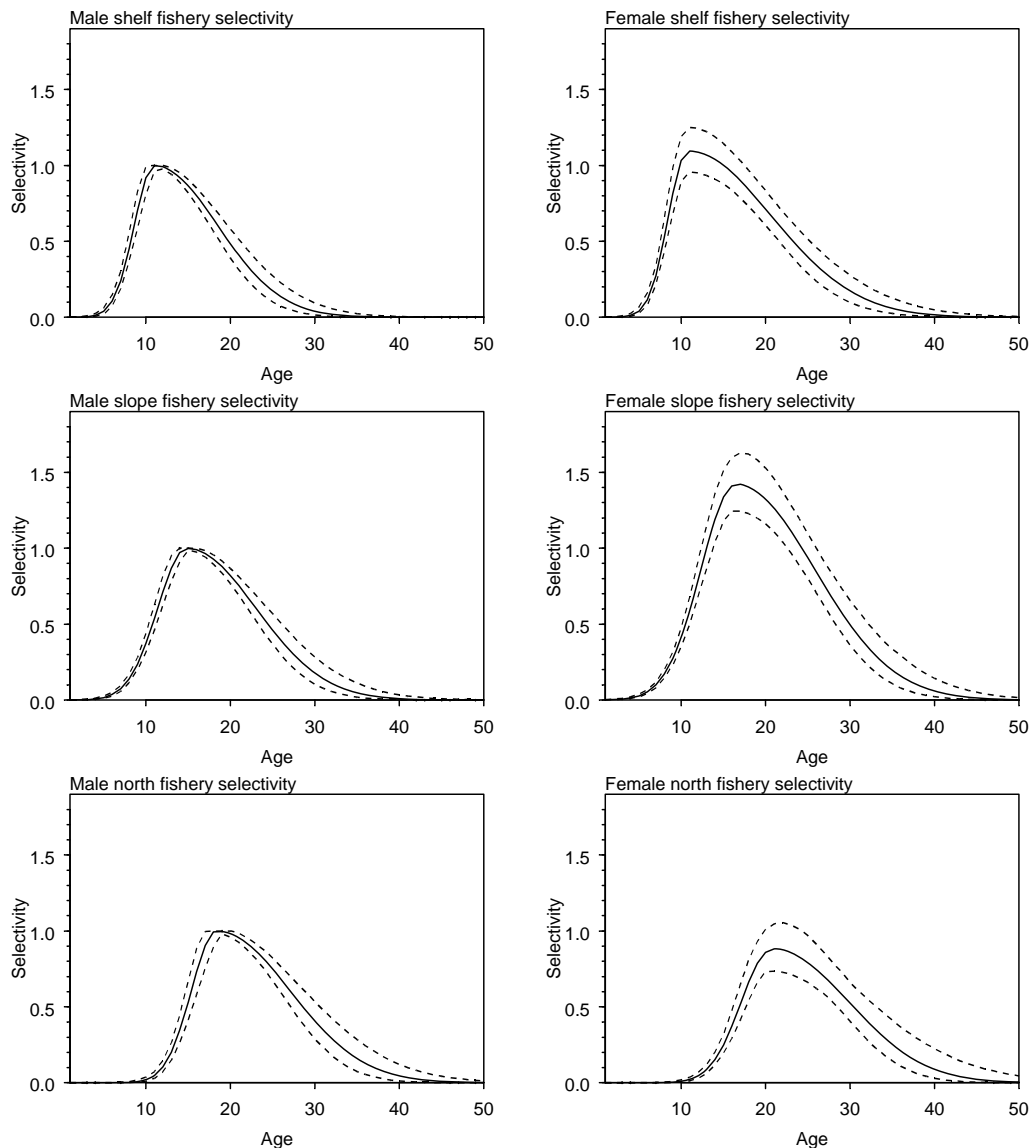 Male shelf fishery selectivity
Selectivity
1.5
1.0
0.5
0.0
10 20 30 40 50
Age
Female shelf fishery selectivity
Selectivity
1.5
1.0
0.5
0.0
10 20 30 40 50
Age
Male slope fishery selectivity
Selectivity
1.5
1.0
0.5
0.0
10 20 30 40 50
Age
Female slope fishery selectivity
Selectivity
1.5
1.0
0.5
0.0
10 20 30 40 50
Age
Male north fishery selectivity
Selectivity
1.5
1.0
0.5
0.0
10 20 30 40 50
Age
Female north fishery selectivity
Selectivity
1.5
1.0
0.5
0.0
10 20 30 40 50
Age